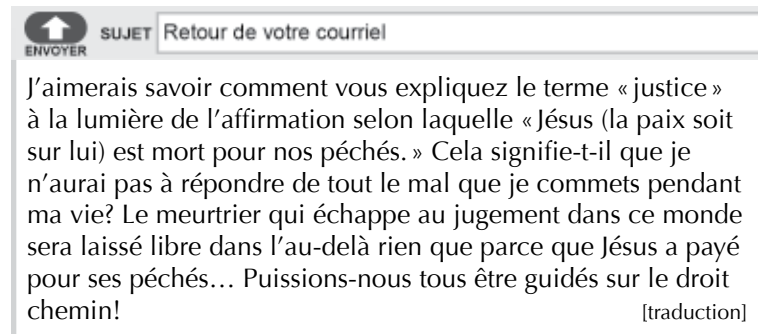 ENVOYER
SUJET Retour de votre courriel
J’aimerais savoir comment vous expliquez le terme « justice »
à la lumière de l’affirmation selon laquelle « Jésus (la paix soit
sur lui) est mort pour nos péchés. » Cela signifie-t-il que je
n’aurai pas à répondre de tout le mal que je commets pendant
ma vie? Le meurtrier qui échappe au jugement dans ce monde
sera laissé libre dans l’au-delà rien que parce que Jésus a payé
pour ses péchés… Puissions-nous tous être guidés sur le droit
chemin! [traduction]